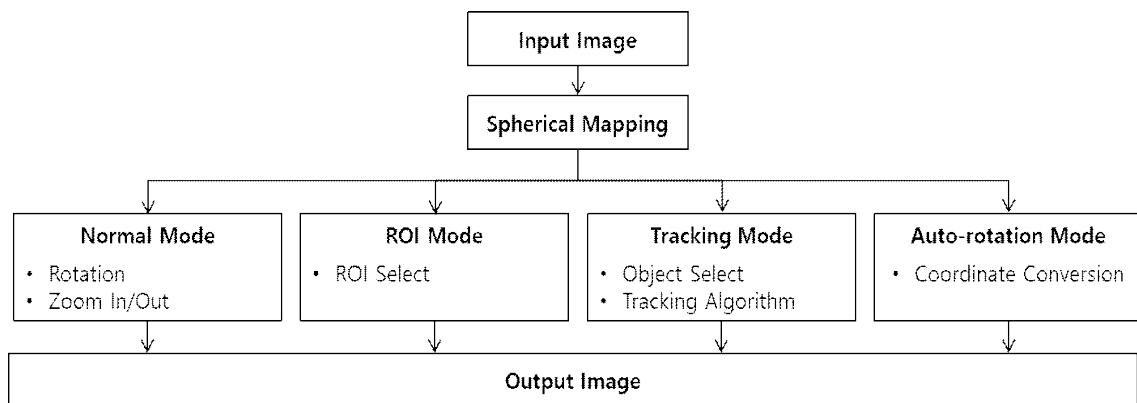 Input Image
Spherical Mapping
Normal Mode
• Rotation
• Zoom In/Out
ROI Mode
• ROI Select
Tracking Mode
• Object Select
• Tracking Algorithm
Auto-rotation Mode
• Coordinate Conversion
Output Image